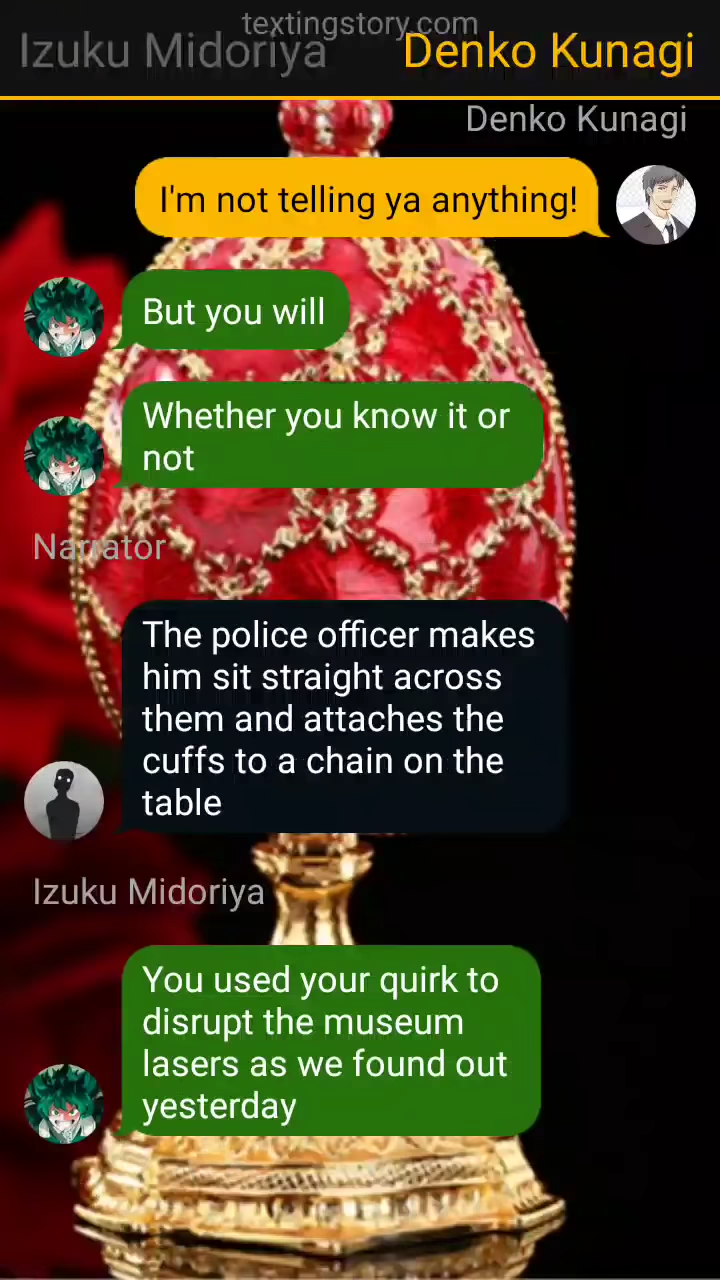 textingstory.com
Izuku Midoriya
Denko Kunagi
Denko Kunagi
I'm not telling ya anything!
But you will
Whether you know it or
not
Narrator
The police officer makes
him sit straight across
them and attaches the
cuffs to a chain on the
table
Izuku Midoriya
You used your quirk to
disrupt the museum
lasers as we found out
yesterday